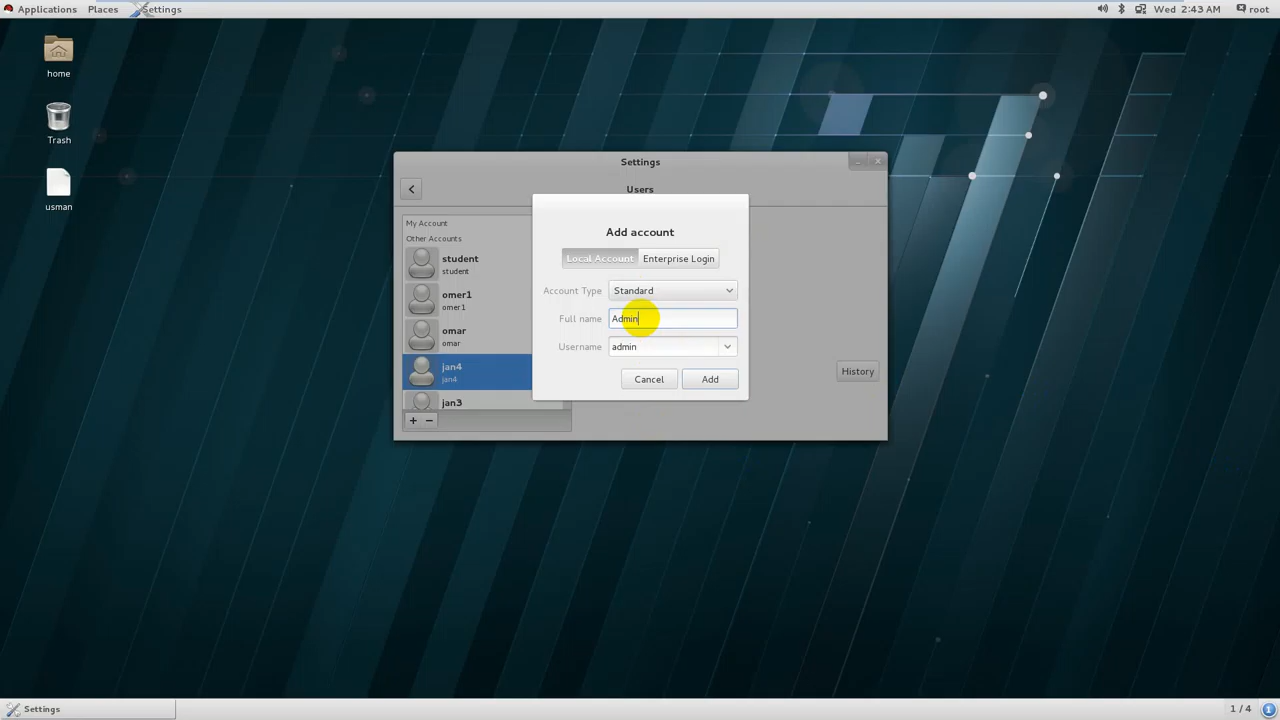 Applications Places Settings Wed 2:43 AM root
home
Trash
usman
Settings
Users
My Account
Other Accounts
student
student
omer1
omer1
omar
omar
jan4
jan4
jan3
+ −
Add account
Local Account Enterprise Login
Account Type Standard
Full name Admin
Username admin
Cancel Add
History
Settings 1 / 4 1